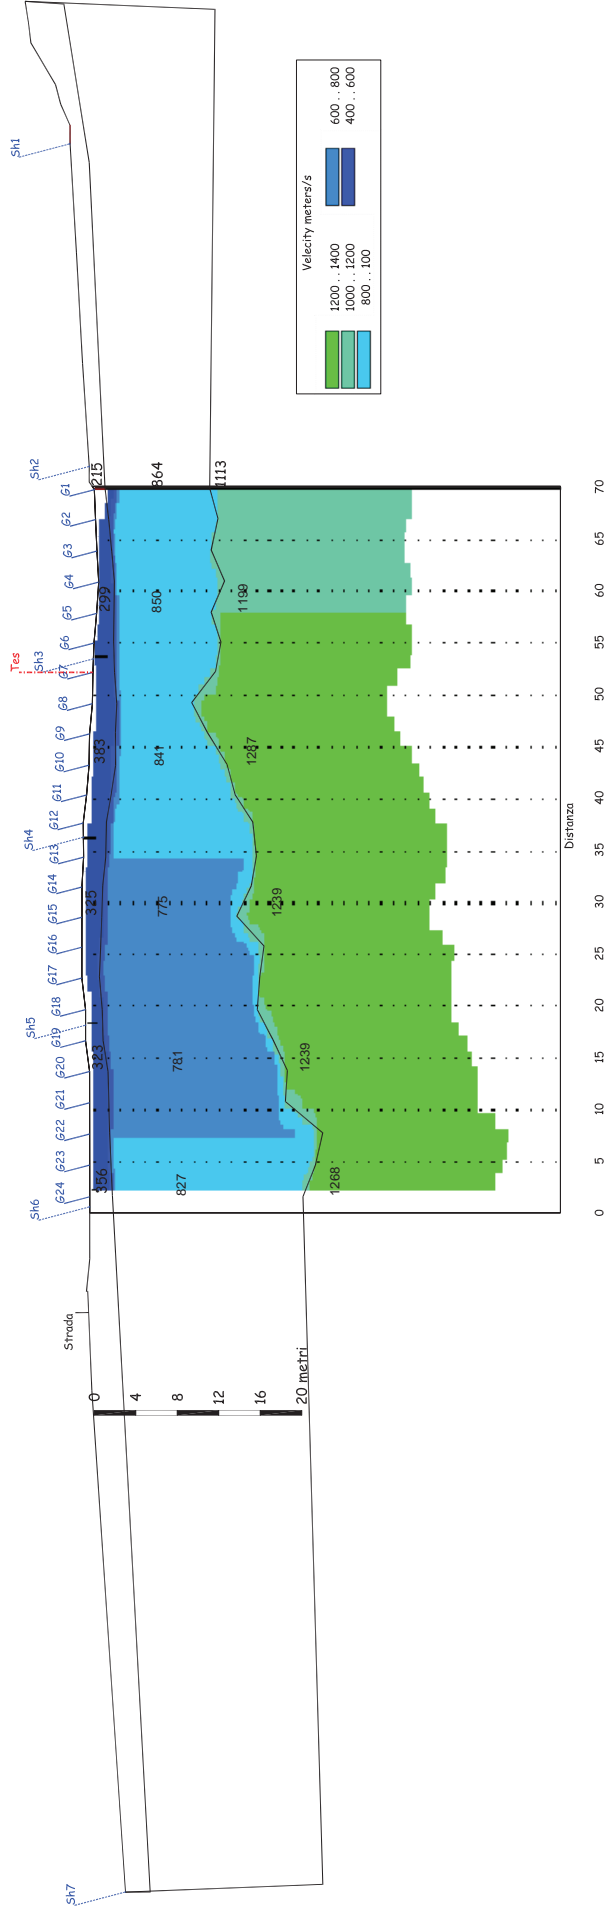 Sh1
Sh2
Sh3
Sh4
Sh5
Sh6
Sh7
Tes
G1
G2
G3
G4
G5
G6
G7
G8
G9
G10
G11
G12
G13
G14
G15
G16
G17
G18
G19
G20
G21
G22
G23
G24
Strada
215
299
383
325
323
356
864
850
841
775
781
827
1113
1199
1287
1239
1239
1268
0
4
8
12
16
20 metri
0
5
10
15
20
25
30
35
40
45
50
55
60
65
70
Distanza
Velecity meters/s
1200 . . 1400
1000 . . 1200
800 . . 100
600 . . 800
400 . . 600